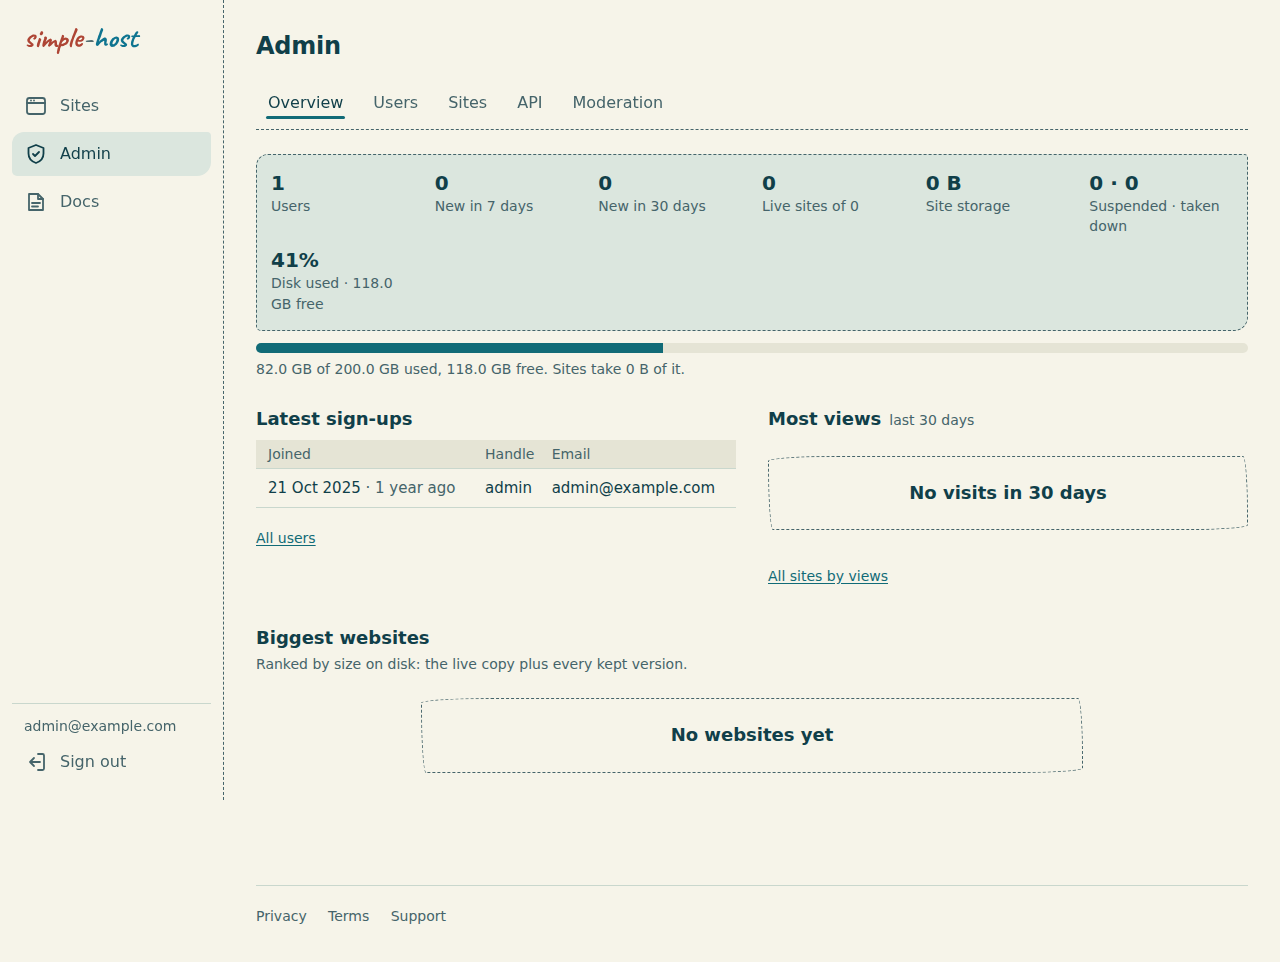 simple-host
Sites
Admin
Docs
admin@example.com
Sign out
Admin
Overview Users Sites API Moderation
1
Users
0
New in 7 days
0
New in 30 days
0
Live sites of 0
0 B
Site storage
0 · 0
Suspended · taken
down
41%
Disk used · 118.0
GB free
82.0 GB of 200.0 GB used, 118.0 GB free. Sites take 0 B of it.
Latest sign-ups
Joined Handle Email
21 Oct 2025 · 1 year ago admin admin@example.com
All users
Most views last 30 days
No visits in 30 days
All sites by views
Biggest websites
Ranked by size on disk: the live copy plus every kept version.
No websites yet
Privacy Terms Support